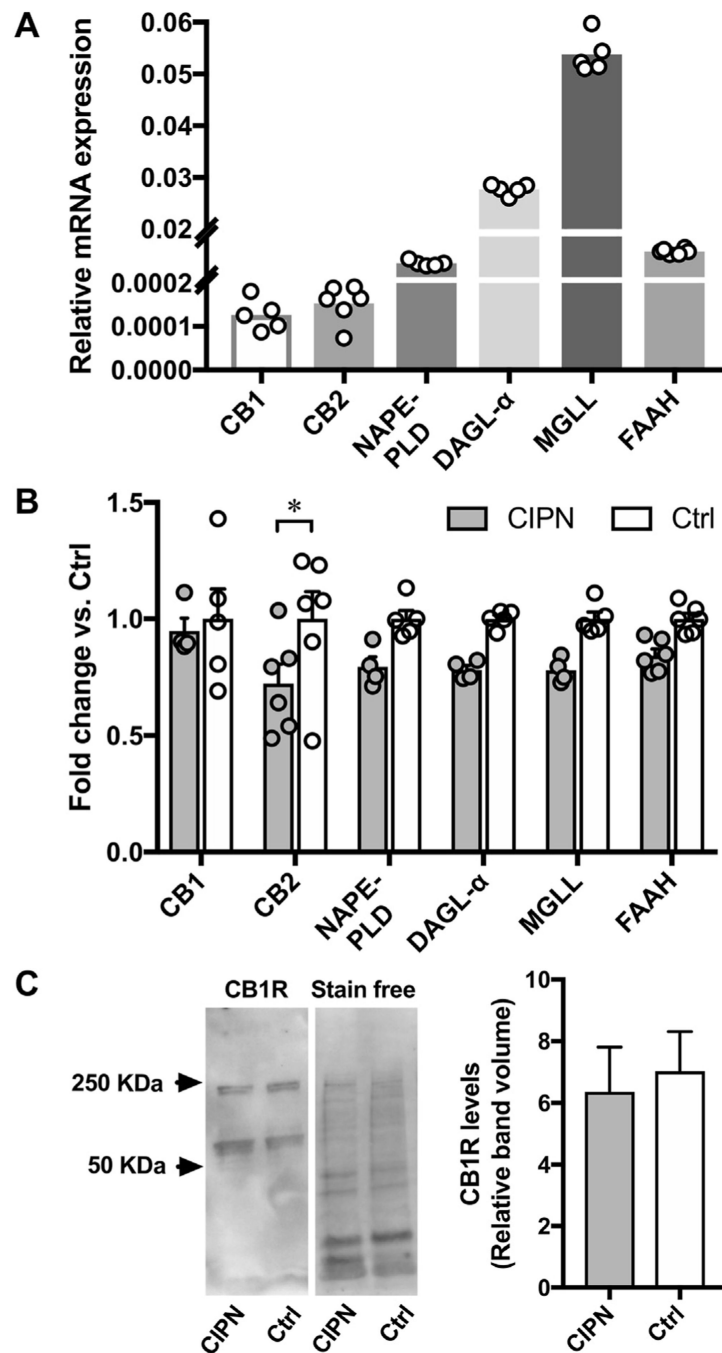 A
Relative mRNA expression
0.06
0.05
0.04
0.03
0.02
0.0002
0.0001
0.0000
CB1
CB2
NAPE-
PLD
DAGL-α
MGLL
FAAH
B
Fold change vs. Ctrl
1.5
1.0
0.5
0.0
*
CIPN
Ctrl
CB1
CB2
NAPE-
PLD
DAGL-α
MGLL
FAAH
C
CB1R
Stain free
250 KDa
50 KDa
CIPN
Ctrl
CIPN
Ctrl
CB1R levels
(Relative band volume)
10
8
6
4
2
0
CIPN
Ctrl